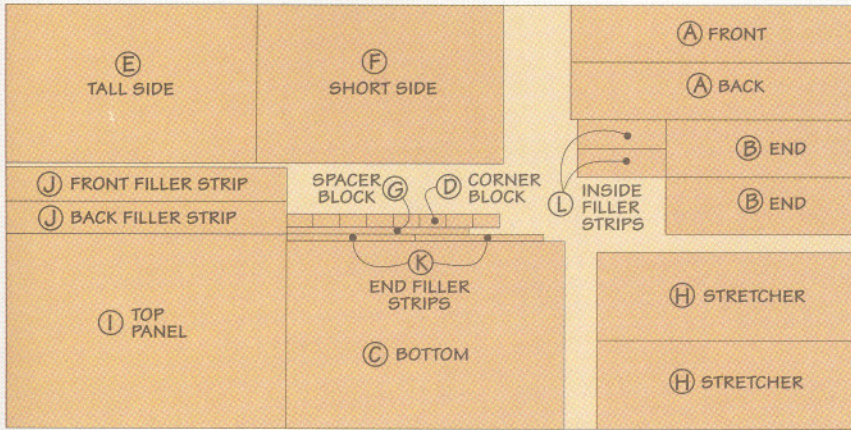 E
TALL SIDE
F
SHORT SIDE
A FRONT
A BACK
B END
B END
L
INSIDE
FILLER
STRIPS
J FRONT FILLER STRIP
J BACK FILLER STRIP
SPACER
BLOCK G
D CORNER
BLOCK
K
END FILLER
STRIPS
I TOP
PANEL
C BOTTOM
H STRETCHER
H STRETCHER